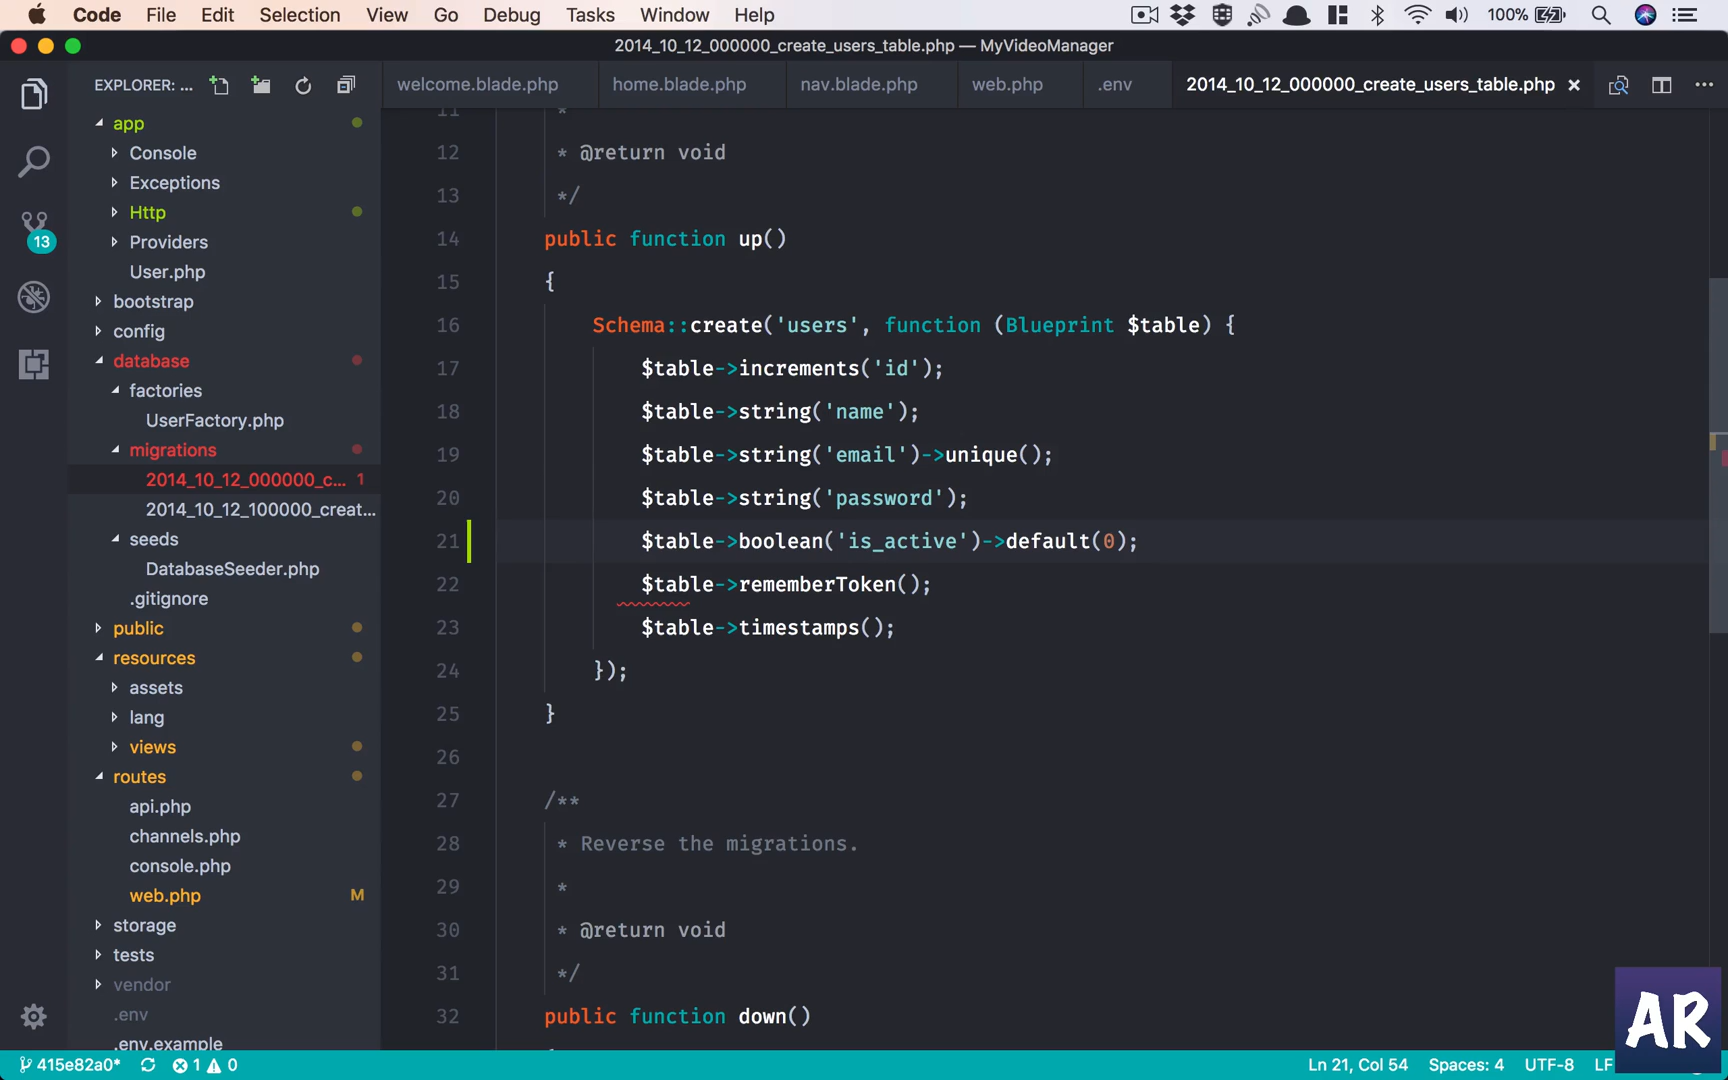 Code File Edit Selection View Go Debug Tasks Window Help 100%
2014_10_12_000000_create_users_table.php — MyVideoManager
EXPLORER: ...
welcome.blade.php home.blade.php nav.blade.php web.php .env 2014_10_12_000000_create_users_table.php
13
app
Console
Exceptions
Http
Providers
User.php
bootstrap
config
database
factories
UserFactory.php
migrations
2014_10_12_000000_c... 1
2014_10_12_100000_creat...
seeds
DatabaseSeeder.php
.gitignore
public
resources
assets
lang
views
routes
api.php
channels.php
console.php
web.php M
storage
tests
vendor
.env
.env.example
11 *
12 * @return void
13 */
14 public function up()
15 {
16 Schema::create('users', function (Blueprint $table) {
17 $table->increments('id');
18 $table->string('name');
19 $table->string('email')->unique();
20 $table->string('password');
21 $table->boolean('is_active')->default(0);
22 $table->rememberToken();
23 $table->timestamps();
24 });
25 }
26
27 /**
28 * Reverse the migrations.
29 *
30 * @return void
31 */
32 public function down()
AR
415e82a0* 1 0 Ln 21, Col 54 Spaces: 4 UTF-8 LF